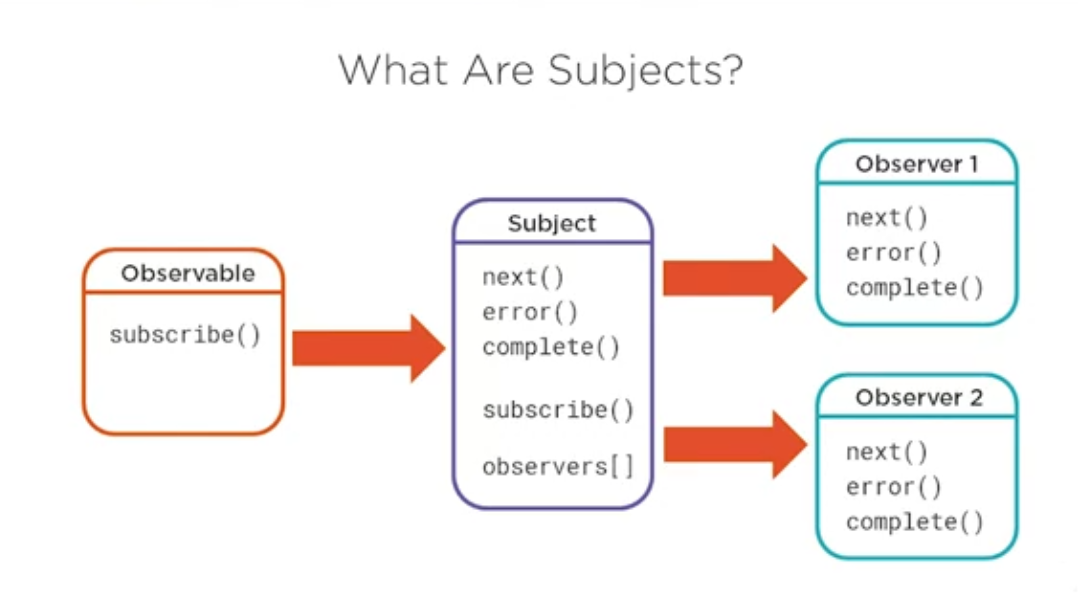 What Are Subjects?
Observable
subscribe()
Subject
next()
error()
complete()
subscribe()
observers[]
Observer 1
next()
error()
complete()
Observer 2
next()
error()
complete()